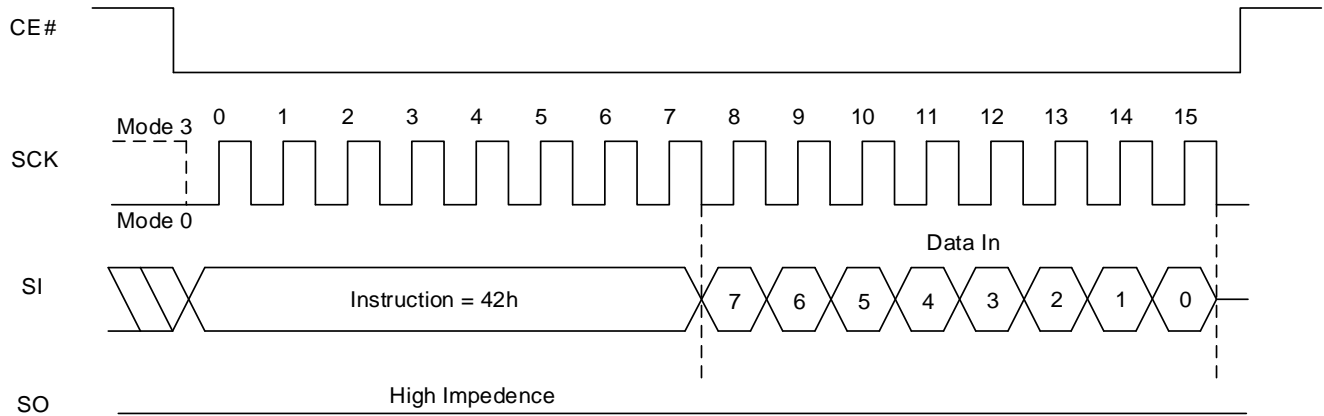 CE#
0 1 2 3 4 5 6 7 8 9 10 11 12 13 14 15
Mode 3
SCK
Mode 0
Data In
SI
Instruction = 42h
7 6 5 4 3 2 1 0
High Impedence
SO